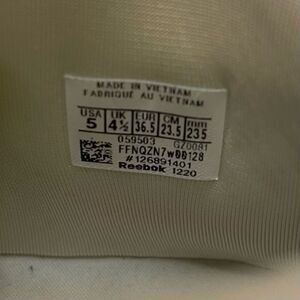 MADE IN VIETNAM
FABRIQUÉ AU VIETNAM
USA UK EUR CM mm
5 4½ 36.5 23.5 235
059503 GZ0081
FFNQZN7W00128
#126891401
Reebok 1220